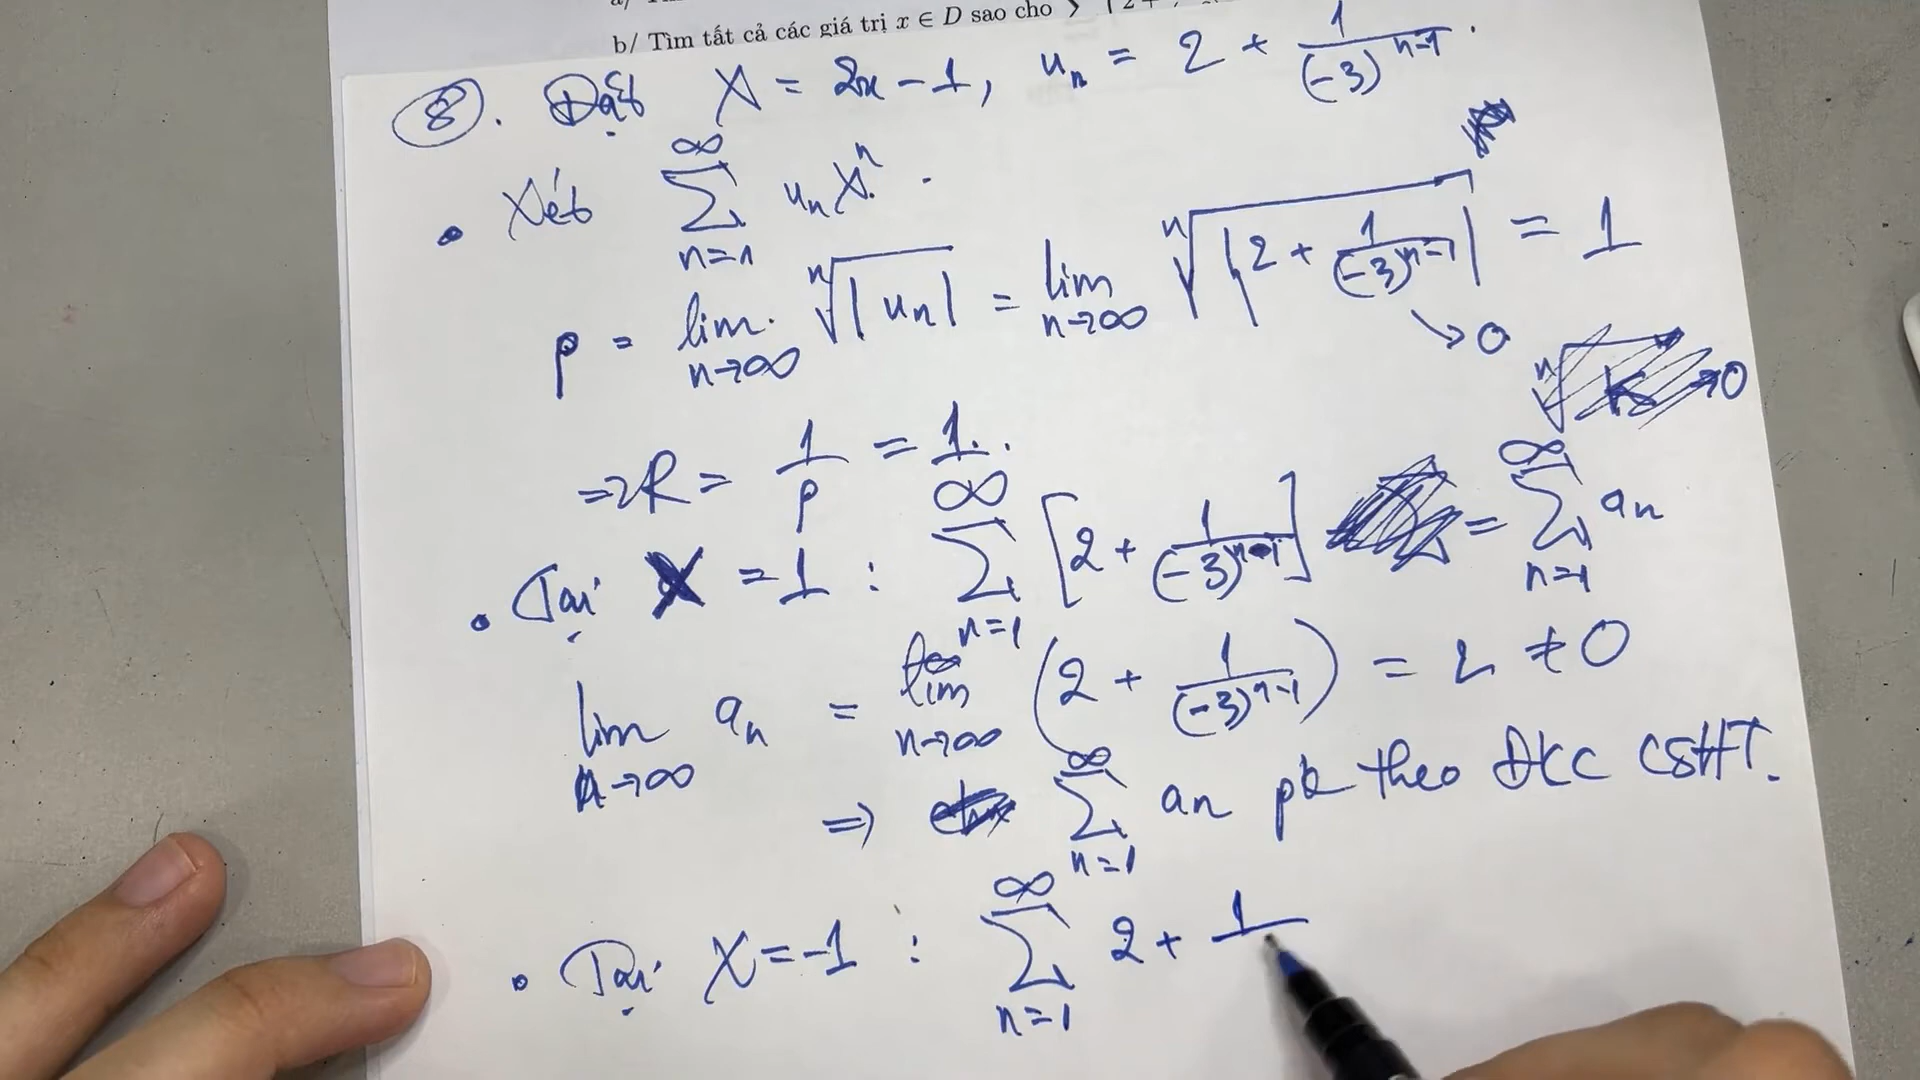 b/ Tìm tất cả các giá trị x ∈ D sao cho
⑧. Đặt X = 2x − 1, uₙ = 2 + 1/(−3)ⁿ⁻¹.
• Xét ∑_{n=1}^{∞} uₙXⁿ.
ρ = lim_{n→∞} ⁿ√|uₙ| = lim_{n→∞} ⁿ√|2 + 1/(−3)ⁿ⁻¹| = 1
↘ 0
⇒ R = 1/ρ = 1.
• Tại X = 1 : ∑_{n=1}^{∞} [2 + 1/(−3)ⁿ⁻¹] = ∑_{n=1}^{∞} aₙ
lim_{n→∞} aₙ = lim_{n→∞} (2 + 1/(−3)ⁿ⁻¹) = 2 ≠ 0
⇒ ∑_{n=1}^{∞} an pk theo ĐKC CSHT.
• Tại X = −1 : ∑_{n=1}^{∞} 2 + 1